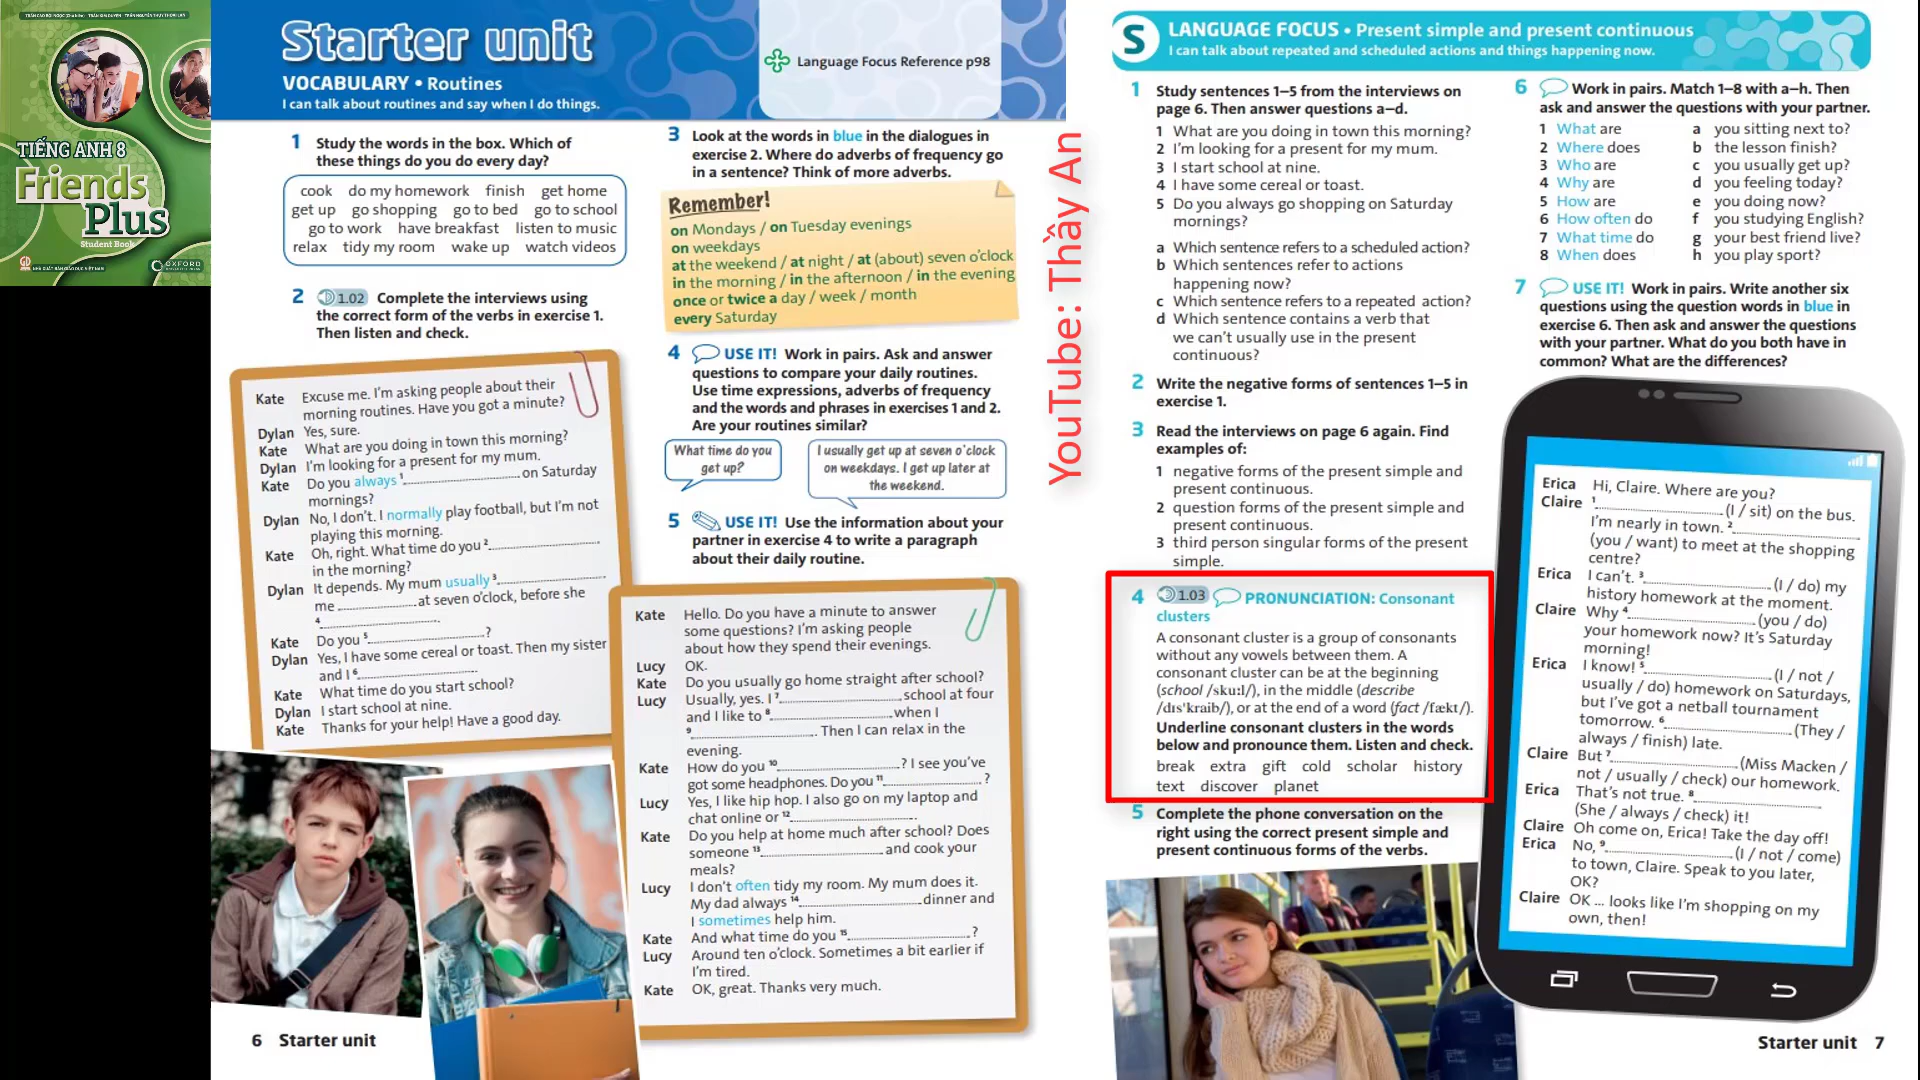 TRẦN CAO BỘI NGỌC (Chủ biên) - TRẦN KIM DUYÊN - TRẦN NGUYỄN THỤY THÙY LAN
TIẾNG ANH 8
Friends
Plus
Student Book
NHÀ XUẤT BẢN GIÁO DỤC VIỆT NAM
OXFORD
Starter unit
VOCABULARY • Routines
I can talk about routines and say when I do things.
Language Focus Reference p98
1 Study the words in the box. Which of
these things do you do every day?
cook do my homework finish get home
get up go shopping go to bed go to school
go to work have breakfast listen to music
relax tidy my room wake up watch videos
2 1.02 Complete the interviews using
the correct form of the verbs in exercise 1.
Then listen and check.
Kate Excuse me. I'm asking people about their
morning routines. Have you got a minute?
Dylan Yes, sure.
Kate What are you doing in town this morning?
Dylan I'm looking for a present for my mum.
Kate Do you always 1 on Saturday
mornings?
Dylan No, I don't. I normally play football, but I'm not
playing this morning.
Kate Oh, right. What time do you 2
in the morning?
Dylan It depends. My mum usually 3
me at seven o'clock, before she
4 .
Kate Do you 5 ?
Dylan Yes, I have some cereal or toast. Then my sister
and I 6 .
Kate What time do you start school?
Dylan I start school at nine.
Kate Thanks for your help! Have a good day.
3 Look at the words in blue in the dialogues in
exercise 2. Where do adverbs of frequency go
in a sentence? Think of more adverbs.
Remember!
on Mondays / on Tuesday evenings
on weekdays
at the weekend / at night / at (about) seven o'clock
in the morning / in the afternoon / in the evening
once or twice a day / week / month
every Saturday
4 USE IT! Work in pairs. Ask and answer
questions to compare your daily routines.
Use time expressions, adverbs of frequency
and the words and phrases in exercises 1 and 2.
Are your routines similar?
What time do you
get up?
I usually get up at seven o'clock
on weekdays. I get up later at
the weekend.
5 USE IT! Use the information about your
partner in exercise 4 to write a paragraph
about their daily routine.
Kate Hello. Do you have a minute to answer
some questions? I'm asking people
about how they spend their evenings.
Lucy OK.
Kate Do you usually go home straight after school?
Lucy Usually, yes. I 7 school at four
and I like to 8 when I
9 . Then I can relax in the
evening.
Kate How do you 10 ? I see you've
got some headphones. Do you 11 ?
Lucy Yes, I like hip hop. I also go on my laptop and
chat online or 12 .
Kate Do you help at home much after school? Does
someone 13 and cook your
meals?
Lucy I don't often tidy my room. My mum does it.
My dad always 14 dinner and
I sometimes help him.
Kate And what time do you 15 ?
Lucy Around ten o'clock. Sometimes a bit earlier if
I'm tired.
Kate OK, great. Thanks very much.
6 Starter unit
YouTube: Thầy An
S LANGUAGE FOCUS • Present simple and present continuous
I can talk about repeated and scheduled actions and things happening now.
1 Study sentences 1–5 from the interviews on
page 6. Then answer questions a–d.
1 What are you doing in town this morning?
2 I'm looking for a present for my mum.
3 I start school at nine.
4 I have some cereal or toast.
5 Do you always go shopping on Saturday
mornings?
a Which sentence refers to a scheduled action?
b Which sentences refer to actions
happening now?
c Which sentence refers to a repeated action?
d Which sentence contains a verb that
we can't usually use in the present
continuous?
2 Write the negative forms of sentences 1–5 in
exercise 1.
3 Read the interviews on page 6 again. Find
examples of:
1 negative forms of the present simple and
present continuous.
2 question forms of the present simple and
present continuous.
3 third person singular forms of the present
simple.
4 1.03 PRONUNCIATION: Consonant
clusters
A consonant cluster is a group of consonants
without any vowels between them. A
consonant cluster can be at the beginning
(school /skuːl/), in the middle (describe
/dɪsˈkraib/), or at the end of a word (fact /fækt/).
Underline consonant clusters in the words
below and pronounce them. Listen and check.
break extra gift cold scholar history
text discover planet
5 Complete the phone conversation on the
right using the correct present simple and
present continuous forms of the verbs.
6 Work in pairs. Match 1–8 with a–h. Then
ask and answer the questions with your partner.
1 What are a you sitting next to?
2 Where does b the lesson finish?
3 Who are c you usually get up?
4 Why are d you feeling today?
5 How are e you doing now?
6 How often do f you studying English?
7 What time do g your best friend live?
8 When does h you play sport?
7 USE IT! Work in pairs. Write another six
questions using the question words in blue in
exercise 6. Then ask and answer the questions
with your partner. What do you both have in
common? What are the differences?
Erica Hi, Claire. Where are you?
Claire 1 (I / sit) on the bus.
I'm nearly in town. 2
(you / want) to meet at the shopping
centre?
Erica I can't. 3 (I / do) my
history homework at the moment.
Claire Why 4 (you / do)
your homework now? It's Saturday
morning!
Erica I know! 5 (I / not /
usually / do) homework on Saturdays,
but I've got a netball tournament
tomorrow. 6 (They /
always / finish) late.
Claire But 7 (Miss Macken /
not / usually / check) our homework.
Erica That's not true. 8
(She / always / check) it!
Claire Oh come on, Erica! Take the day off!
Erica No, 9 (I / not / come)
to town, Claire. Speak to you later,
OK?
Claire OK ... looks like I'm shopping on my
own, then!
Starter unit 7